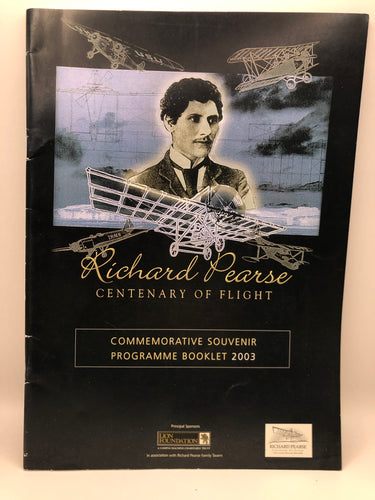 Richard Pearse
CENTENARY OF FLIGHT
COMMEMORATIVE SOUVENIR
PROGRAMME BOOKLET 2003
Principal Sponsors
LION
FOUNDATION
In association with Richard Pearse Family Tavern
RICHARD PEARSE